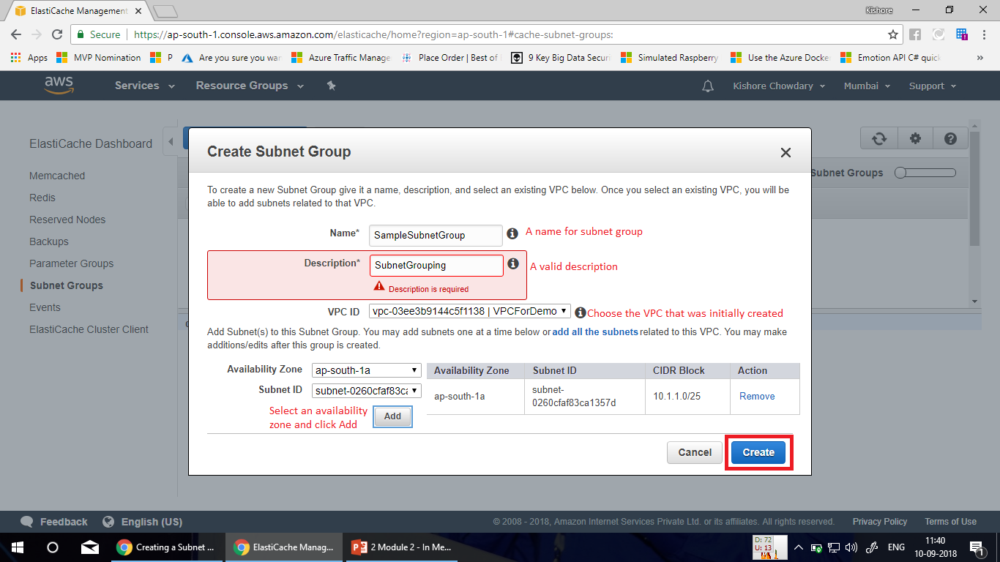 ElastiCache Management
Kishore
Secure
https://ap-south-1.console.aws.amazon.com/elasticache/home?region=ap-south-1#cache-subnet-groups:
Apps
MVP Nomination
P
Are you sure you wan
Azure Traffic Manage
Place Order | Best of
9 Key Big Data Securi
Simulated Raspberry
Use the Azure Docke
Emotion API C# quick
»
aws
Services
Resource Groups
Kishore Chowdary
Mumbai
Support
ElastiCache Dashboard
Memcached
Redis
Reserved Nodes
Backups
Parameter Groups
Subnet Groups
Events
ElastiCache Cluster Client
Subnet Groups
Create Subnet Group
To create a new Subnet Group give it a name, description, and select an existing VPC below. Once you select an existing VPC, you will be
able to add subnets related to that VPC.
Name*
SampleSubnetGroup
A name for subnet group
Description*
SubnetGrouping
A valid description
Description is required
VPC ID
vpc-03ee3b9144c5f1138 | VPCForDemo
Choose the VPC that was initially created
Add Subnet(s) to this Subnet Group. You may add subnets one at a time below or add all the subnets related to this VPC. You may make
additions/edits after this group is created.
Availability Zone
ap-south-1a
Subnet ID
subnet-0260cfaf83ca
Select an availability
zone and click Add
Add
Availability Zone Subnet ID CIDR Block Action
ap-south-1a
subnet-
0260cfaf83ca1357d
10.1.1.0/25
Remove
Cancel
Create
Feedback
English (US)
© 2008 - 2018, Amazon Internet Services Private Ltd. or its affiliates. All rights reserved.
Privacy Policy
Terms of Use
Creating a Subnet ...
ElastiCache Manag...
2 Module 2 - In Me...
D: 72
U: 13
ENG
11:40
10-09-2018
1